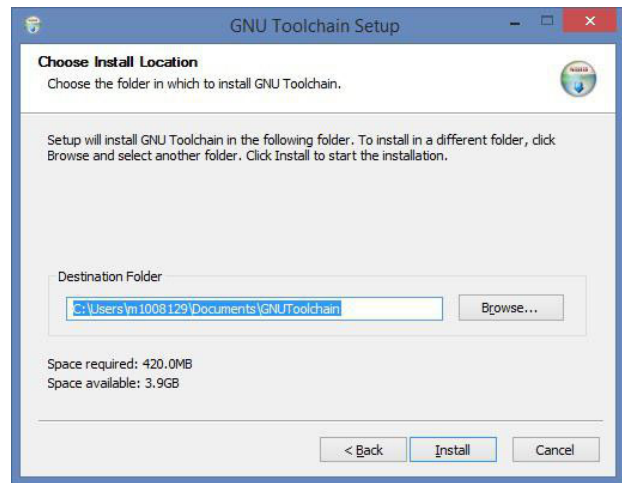 GNU Toolchain Setup
Choose Install Location
Choose the folder in which to install GNU Toolchain.
Setup will install GNU Toolchain in the following folder. To install in a different folder, click
Browse and select another folder. Click Install to start the installation.
Destination Folder
C:\Users\m1008129\Documents\GNUToolchain
Browse...
Space required: 420.0MB
Space available: 3.9GB
< Back
Install
Cancel